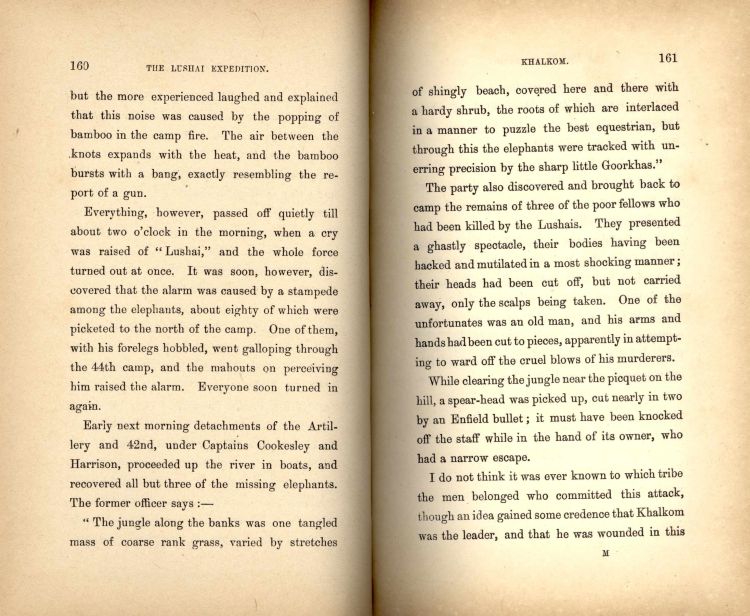 160
THE LUSHAI EXPEDITION.
but the more experienced laughed and explained
that this noise was caused by the popping of
bamboo in the camp fire. The air between the
knots expands with the heat, and the bamboo
bursts with a bang, exactly resembling the re-
port of a gun.
Everything, however, passed off quietly till
about two o'clock in the morning, when a cry
was raised of "Lushai," and the whole force
turned out at once. It was soon, however, dis-
covered that the alarm was caused by a stampede
among the elephants, about eighty of which were
picketed to the north of the camp. One of them,
with his forelegs hobbled, went galloping through
the 44th camp, and the mahouts on perceiving
him raised the alarm. Everyone soon turned in
again.
Early next morning detachments of the Artil-
lery and 42nd, under Captains Cookesley and
Harrison, proceeded up the river in boats, and
recovered all but three of the missing elephants.
The former officer says :—
"The jungle along the banks was one tangled
mass of coarse rank grass, varied by stretches
KHALKOM.
161
of shingly beach, covered here and there with
a hardy shrub, the roots of which are interlaced
in a manner to puzzle the best equestrian, but
through this the elephants were tracked with un-
erring precision by the sharp little Goorkhas."
The party also discovered and brought back to
camp the remains of three of the poor fellows who
had been killed by the Lushais. They presented
a ghastly spectacle, their bodies having been
hacked and mutilated in a most shocking manner;
their heads had been cut off, but not carried
away, only the scalps being taken. One of the
unfortunates was an old man, and his arms and
hands had been cut to pieces, apparently in attempt-
ing to ward off the cruel blows of his murderers.
While clearing the jungle near the picquet on the
hill, a spear-head was picked up, cut nearly in two
by an Enfield bullet; it must have been knocked
off the staff while in the hand of its owner, who
had a narrow escape.
I do not think it was ever known to which tribe
the men belonged who committed this attack,
though an idea gained some credence that Khalkom
was the leader, and that he was wounded in this
M